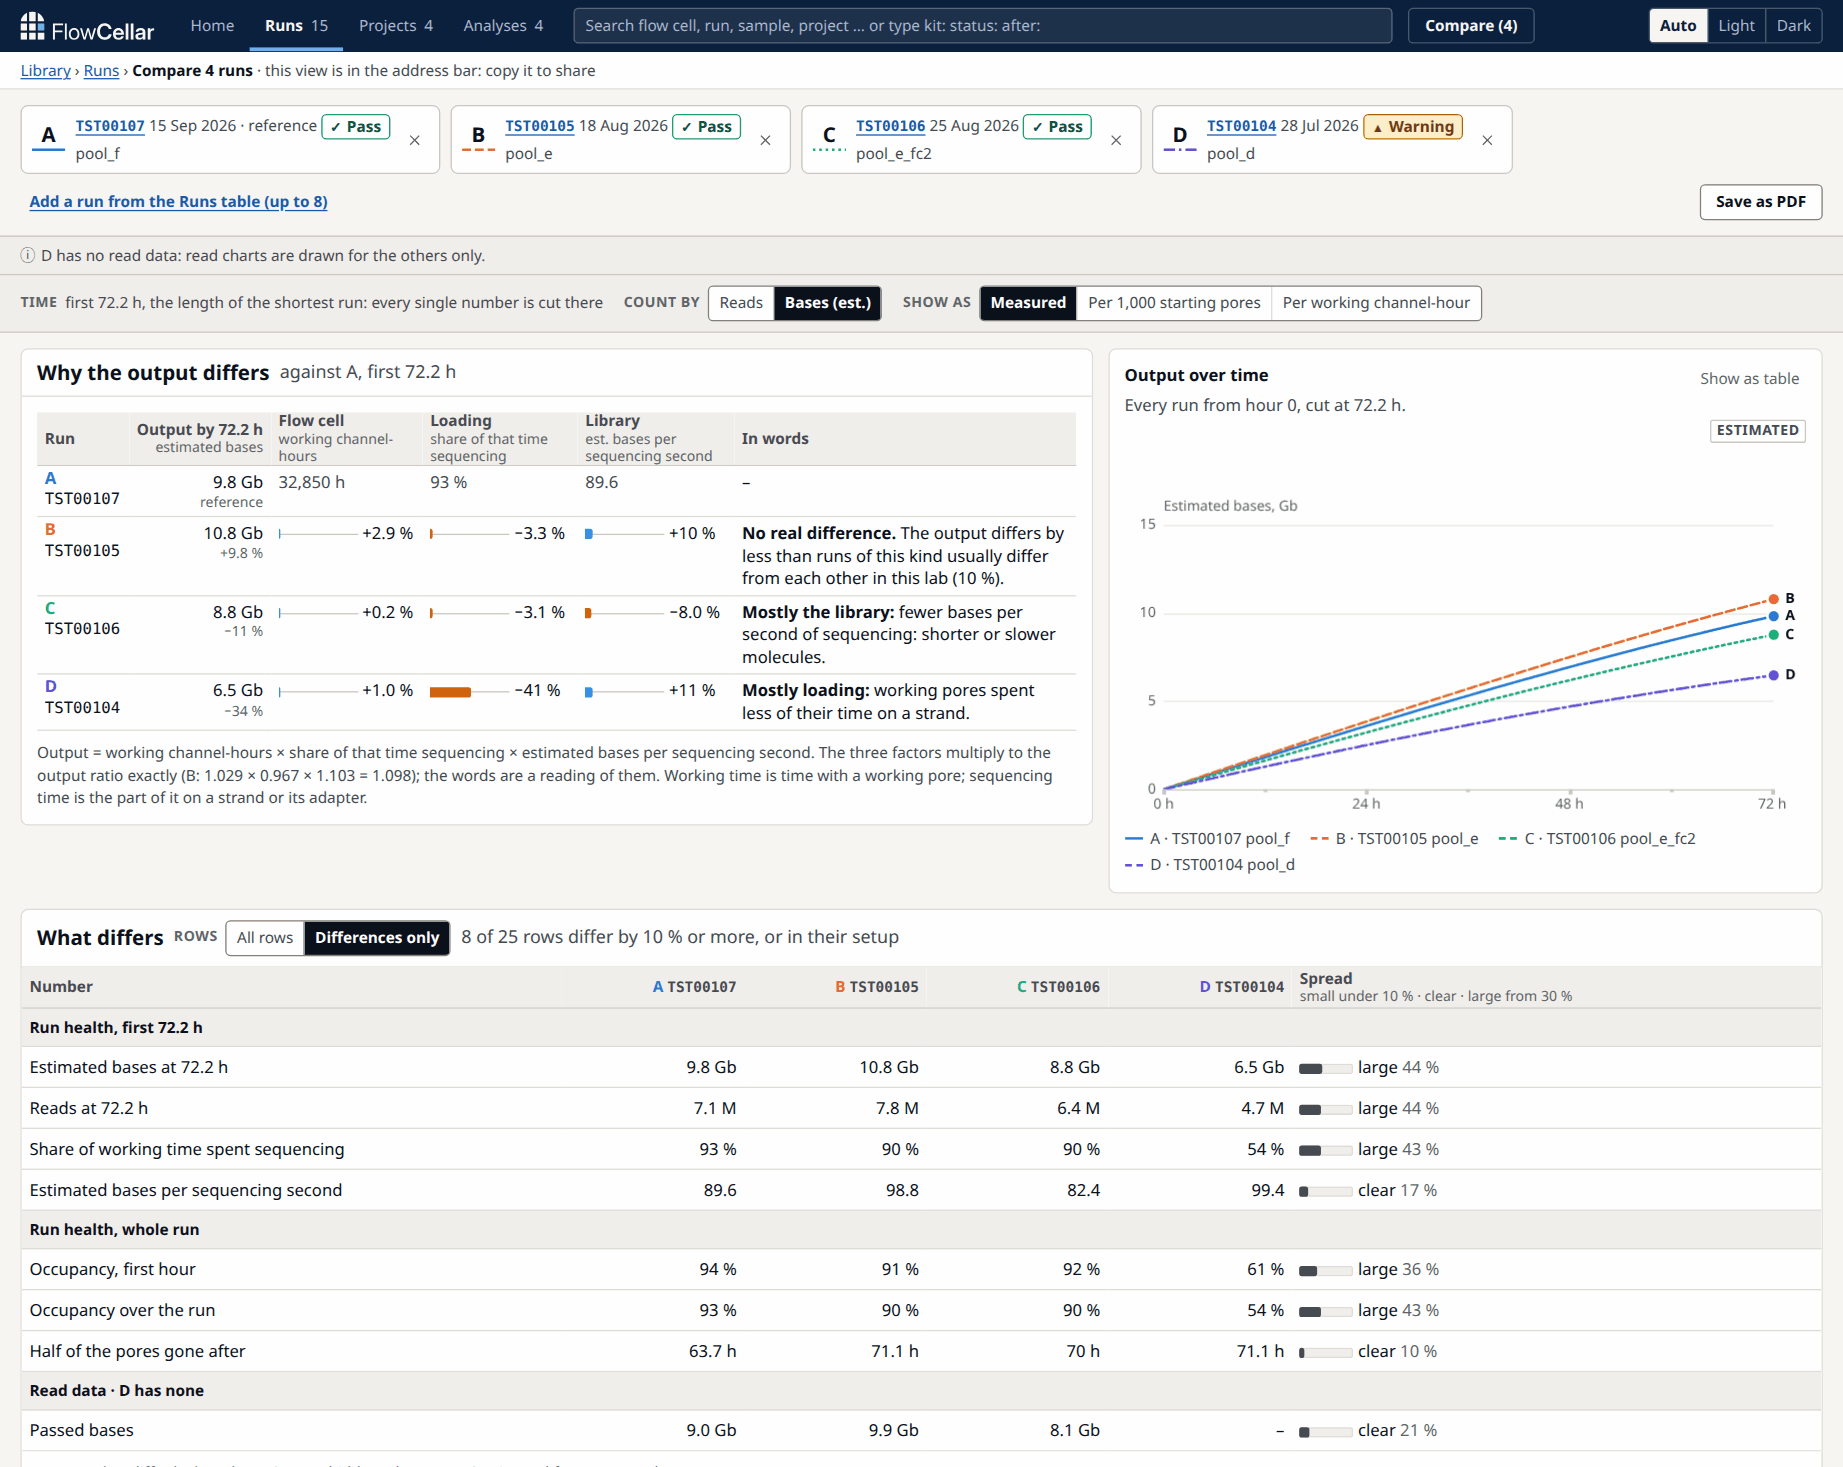 FlowCellar
Home
Runs 15
Projects 4
Analyses 4
Search flow cell, run, sample, project ... or type kit: status: after:
Compare (4)
Auto
Light
Dark
Library › Runs › Compare 4 runs · this view is in the address bar: copy it to share
A
TST00107 15 Sep 2026 · reference ✓ Pass ×
pool_f
B
TST00105 18 Aug 2026 ✓ Pass ×
pool_e
C
TST00106 25 Aug 2026 ✓ Pass ×
pool_e_fc2
D
TST00104 28 Jul 2026 ▲ Warning ×
pool_d
Add a run from the Runs table (up to 8)
Save as PDF
ⓘ D has no read data: read charts are drawn for the others only.
TIME first 72.2 h, the length of the shortest run: every single number is cut there
COUNT BY Reads Bases (est.)
SHOW AS Measured Per 1,000 starting pores Per working channel-hour
Why the output differs against A, first 72.2 h
Run
Output by 72.2 h
estimated bases
Flow cell
working channel-
hours
Loading
share of that time
sequencing
Library
est. bases per
sequencing second
In words
A
TST00107
9.8 Gb
reference
32,850 h
93 %
89.6
–
B
TST00105
10.8 Gb
+9.8 %
+2.9 %
−3.3 %
+10 %
No real difference. The output differs by
less than runs of this kind usually differ
from each other in this lab (10 %).
C
TST00106
8.8 Gb
−11 %
+0.2 %
−3.1 %
−8.0 %
Mostly the library: fewer bases per
second of sequencing: shorter or slower
molecules.
D
TST00104
6.5 Gb
−34 %
+1.0 %
−41 %
+11 %
Mostly loading: working pores spent
less of their time on a strand.
Output = working channel-hours × share of that time sequencing × estimated bases per sequencing second. The three factors multiply to the
output ratio exactly (B: 1.029 × 0.967 × 1.103 = 1.098); the words are a reading of them. Working time is time with a working pore; sequencing
time is the part of it on a strand or its adapter.
Output over time
Show as table
Every run from hour 0, cut at 72.2 h.
ESTIMATED
Estimated bases, Gb
15
10
5
0
B
A
C
D
0 h
24 h
48 h
72 h
A · TST00107 pool_f
B · TST00105 pool_e
C · TST00106 pool_e_fc2
D · TST00104 pool_d
What differs ROWS All rows Differences only 8 of 25 rows differ by 10 % or more, or in their setup
Number
A TST00107
B TST00105
C TST00106
D TST00104
Spread
small under 10 % · clear · large from 30 %
Run health, first 72.2 h
Estimated bases at 72.2 h 9.8 Gb 10.8 Gb 8.8 Gb 6.5 Gb large 44 %
Reads at 72.2 h 7.1 M 7.8 M 6.4 M 4.7 M large 44 %
Share of working time spent sequencing 93 % 90 % 90 % 54 % large 43 %
Estimated bases per sequencing second 89.6 98.8 82.4 99.4 clear 17 %
Run health, whole run
Occupancy, first hour 94 % 91 % 92 % 61 % large 36 %
Occupancy over the run 93 % 90 % 90 % 54 % large 43 %
Half of the pores gone after 63.7 h 71.1 h 70 h 71.1 h clear 10 %
Read data · D has none
Passed bases 9.0 Gb 9.9 Gb 8.1 Gb – clear 21 %